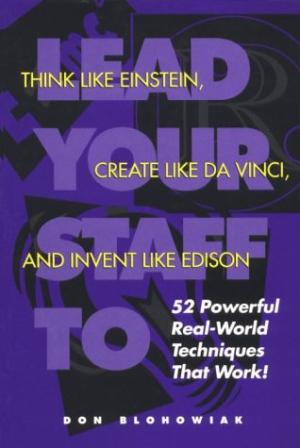 LEAD
THINK LIKE EINSTEIN,
YOUR
CREATE LIKE DA VINCI,
STAFF
AND INVENT LIKE EDISON
TO
52 Powerful
Real-World
Techniques
That Work!
DON BLOHOWIAK